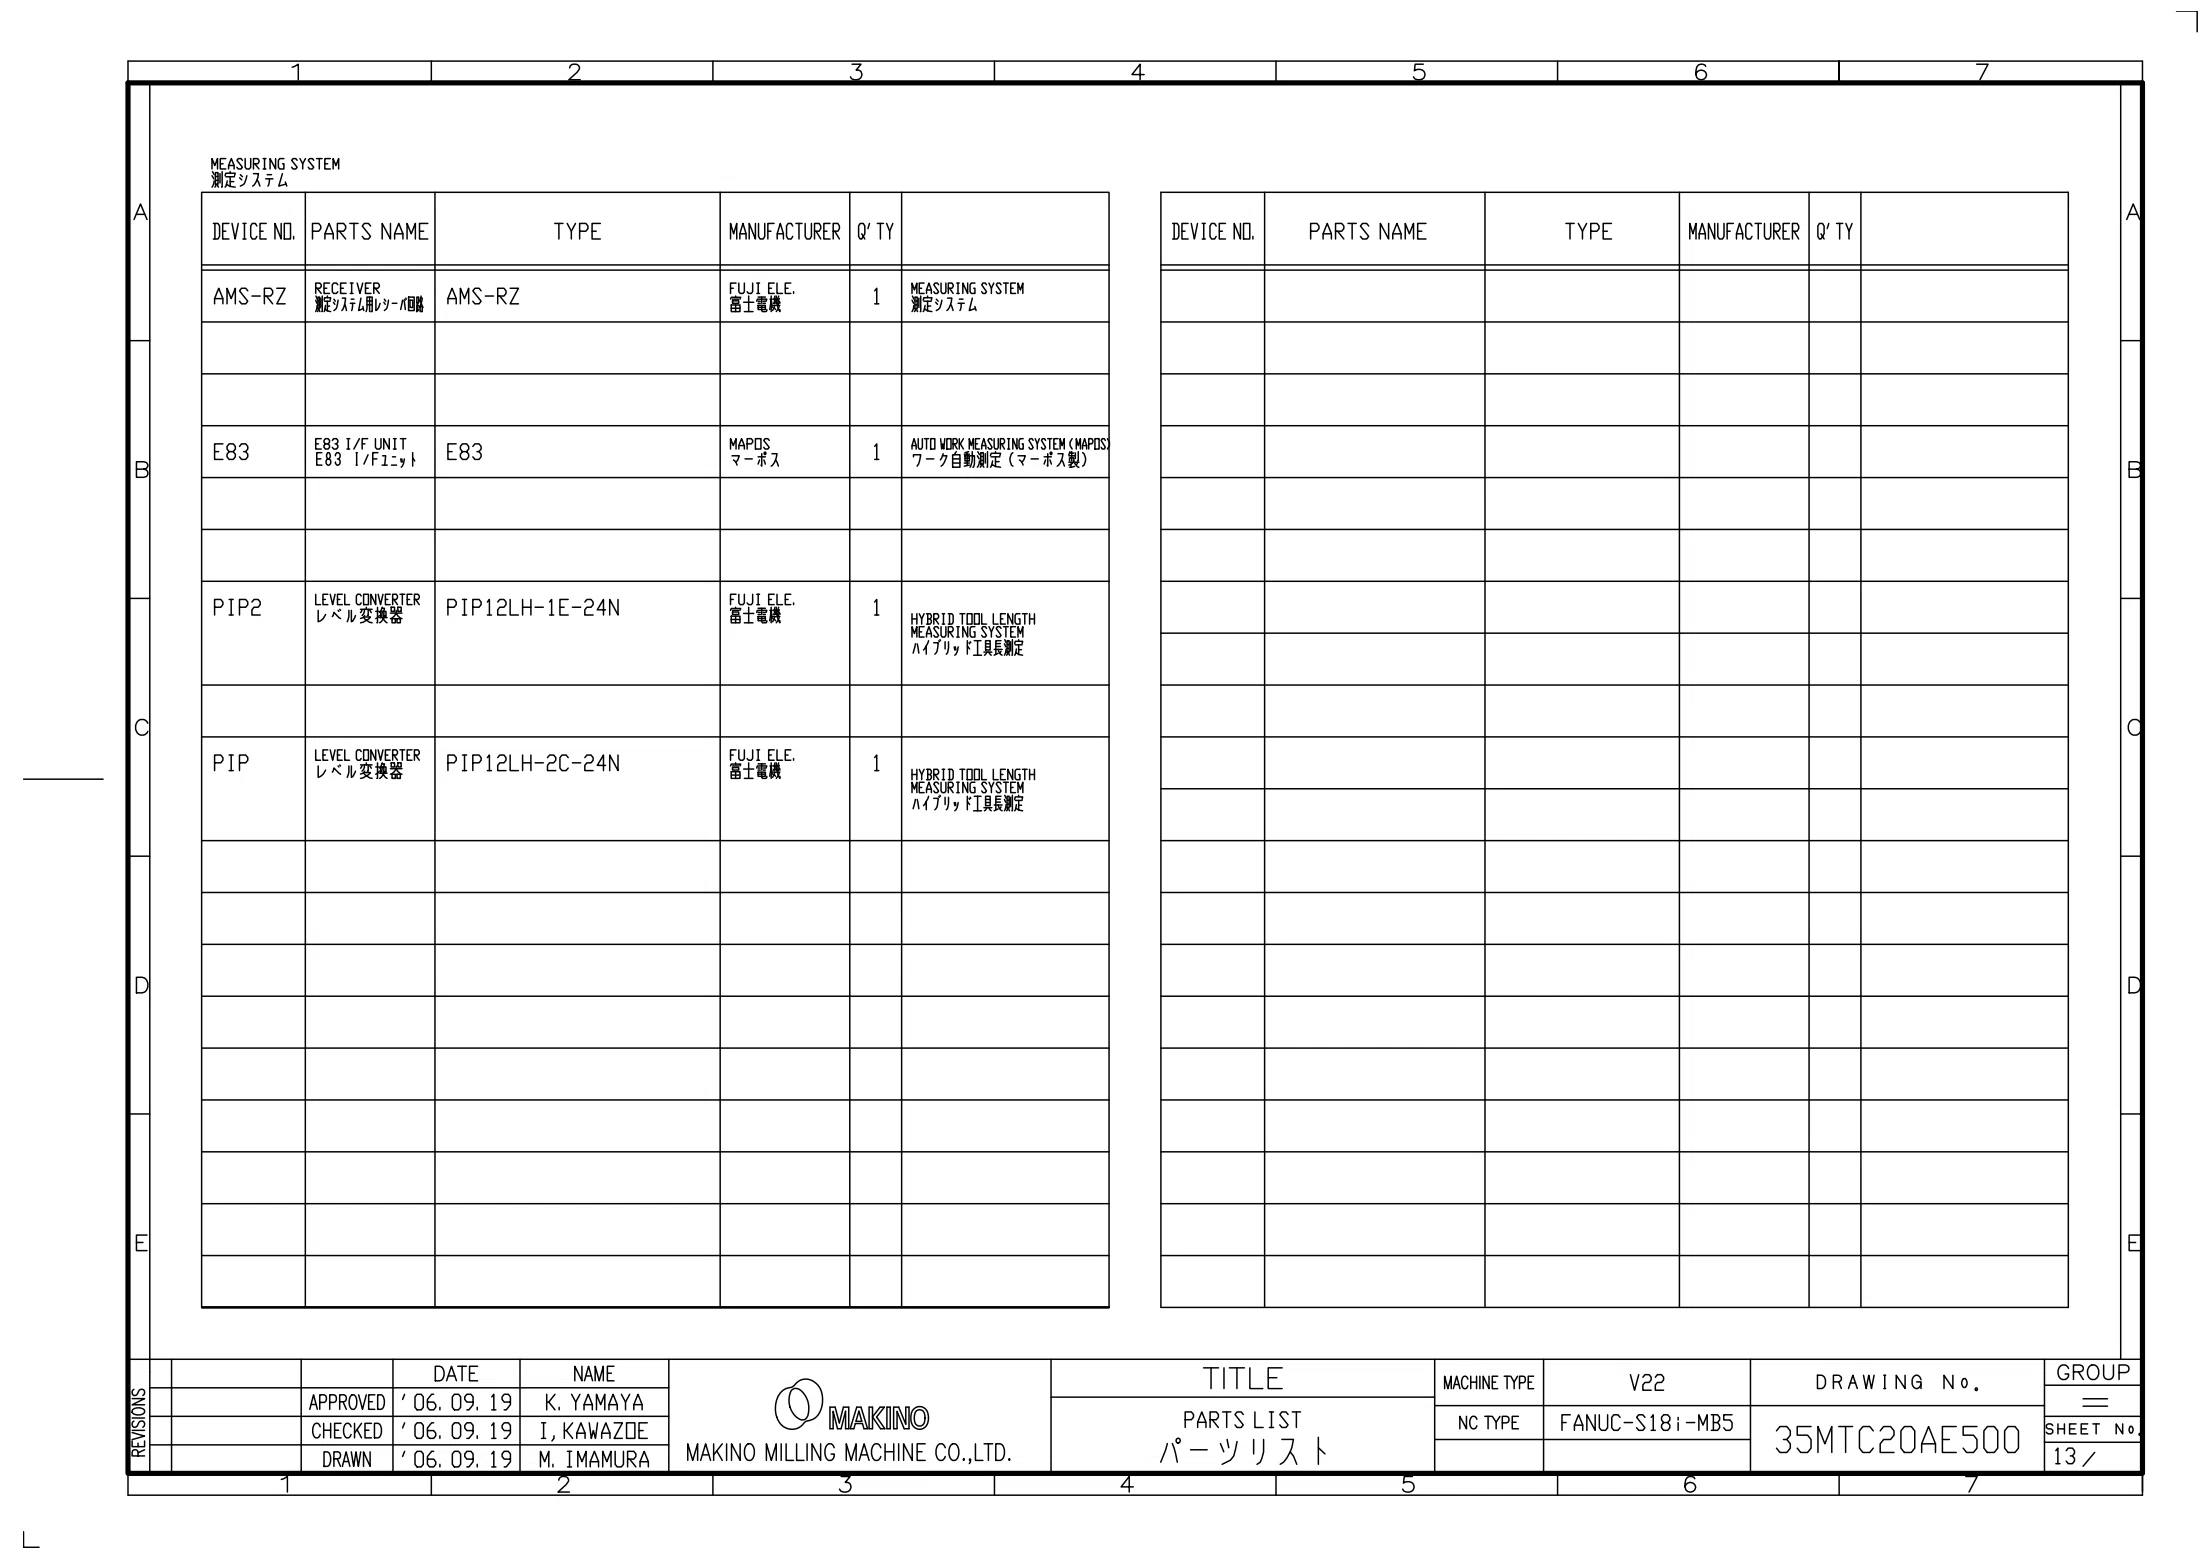 1 2 3 4 5 6 7
MEASURING SYSTEM
測定システム
DEVICE NO. PARTS NAME TYPE MANUFACTURER Q'TY
DEVICE NO. PARTS NAME TYPE MANUFACTURER Q'TY
A A
AMS-RZ RECEIVER AMS-RZ FUJI ELE. 1 MEASURING SYSTEM
測定システム用レシーバ回路 富士電機 測定システム
E83 E83 I/F UNIT E83 MAPOS 1 AUTO WORK MEASURING SYSTEM (MAPOS)
E83 I/Fユニット マーポス ワーク自動測定(マーポス製)
B B
PIP2 LEVEL CONVERTER PIP12LH-1E-24N FUJI ELE. 1 HYBRID TOOL LENGTH
レベル変換器 富士電機 MEASURING SYSTEM
ハイブリッド工具長測定
C C
PIP LEVEL CONVERTER PIP12LH-2C-24N FUJI ELE. 1 HYBRID TOOL LENGTH
レベル変換器 富士電機 MEASURING SYSTEM
ハイブリッド工具長測定
D D
E E
REVISIONS
DATE NAME
APPROVED '06.09.19 K. YAMAYA
CHECKED '06.09.19 I, KAWAZOE
DRAWN '06.09.19 M. IMAMURA
MAKINO
MAKINO MILLING MACHINE CO.,LTD.
TITLE
PARTS LIST
パーツリスト
MACHINE TYPE V22
NC TYPE FANUC-S18i-MB5
DRAWING No.
35MTC20AE500
GROUP
=
SHEET No.
13/
1 2 3 4 5 6 7